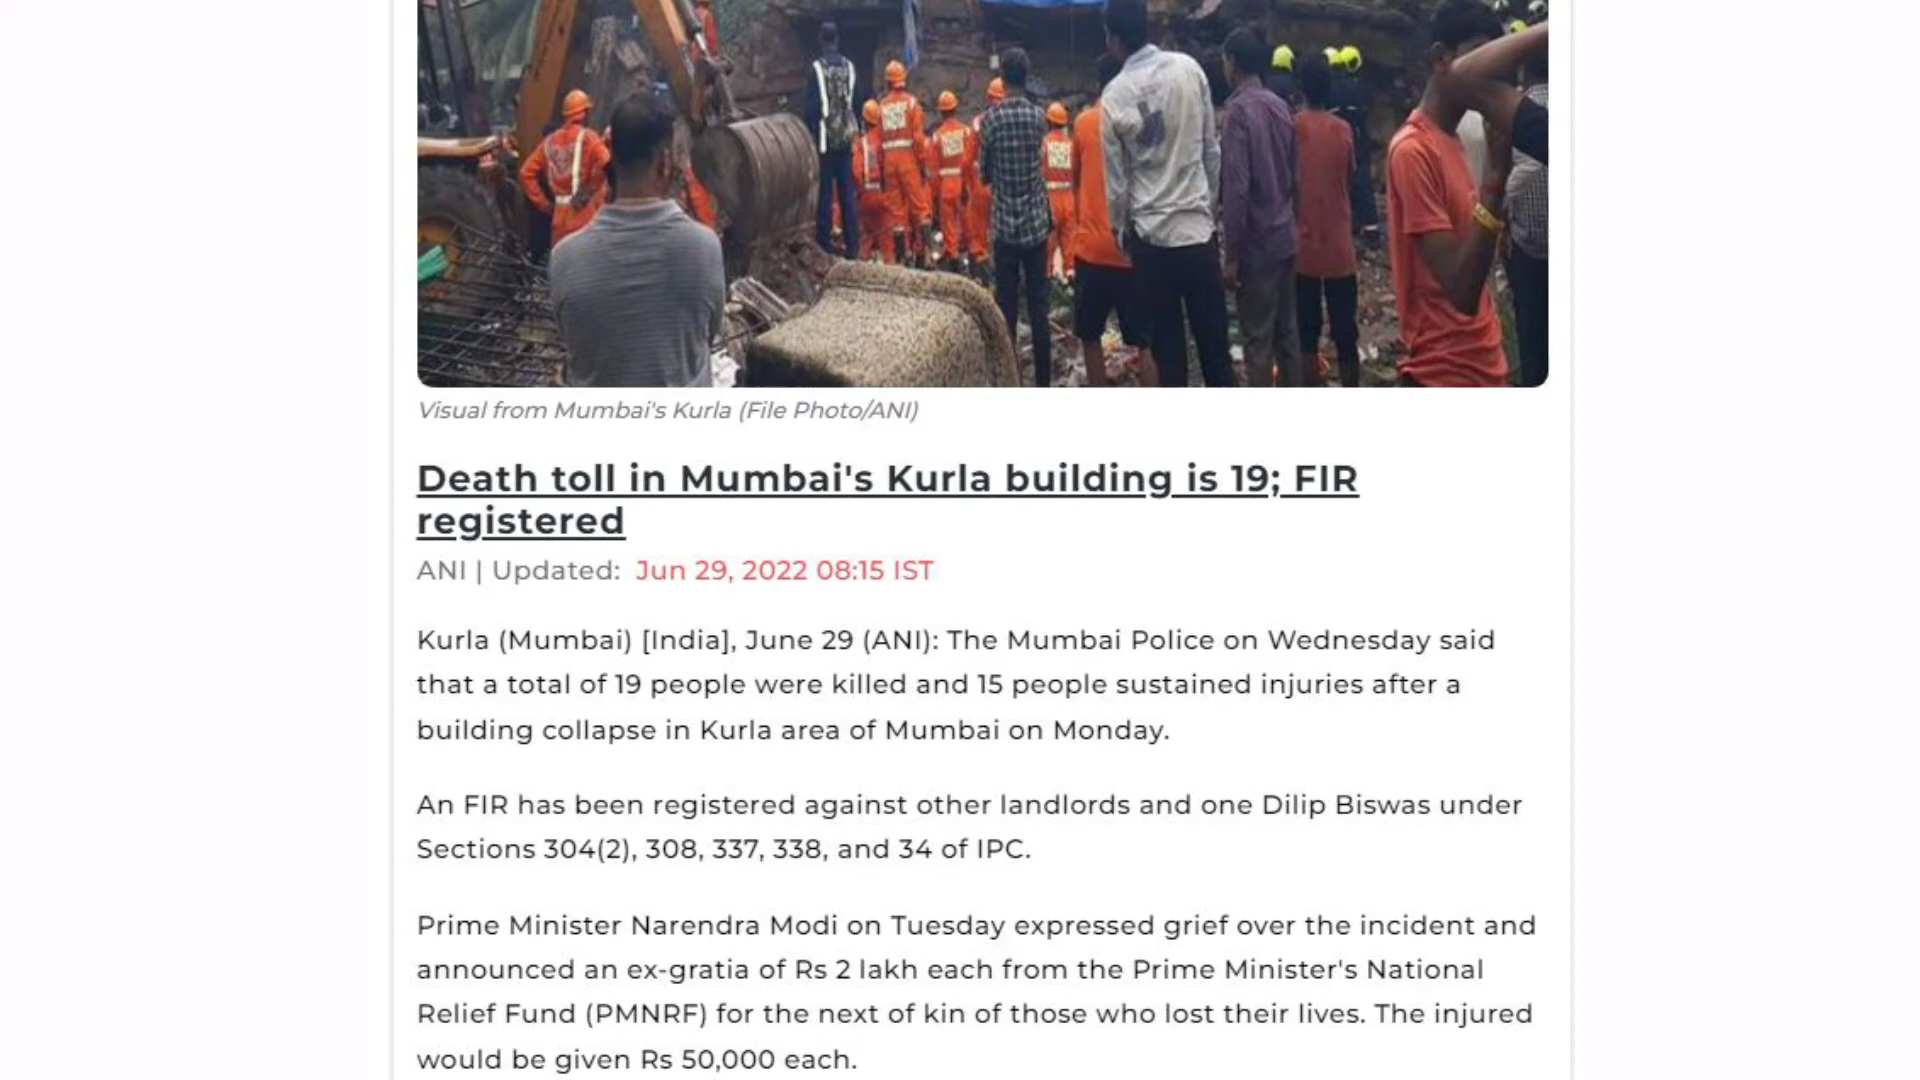 NDRF
INDIA
Visual from Mumbai's Kurla (File Photo/ANI)
Death toll in Mumbai's Kurla building is 19; FIR
registered
ANI | Updated: Jun 29, 2022 08:15 IST
Kurla (Mumbai) [India], June 29 (ANI): The Mumbai Police on Wednesday said
that a total of 19 people were killed and 15 people sustained injuries after a
building collapse in Kurla area of Mumbai on Monday.
An FIR has been registered against other landlords and one Dilip Biswas under
Sections 304(2), 308, 337, 338, and 34 of IPC.
Prime Minister Narendra Modi on Tuesday expressed grief over the incident and
announced an ex-gratia of Rs 2 lakh each from the Prime Minister's National
Relief Fund (PMNRF) for the next of kin of those who lost their lives. The injured
would be given Rs 50,000 each.